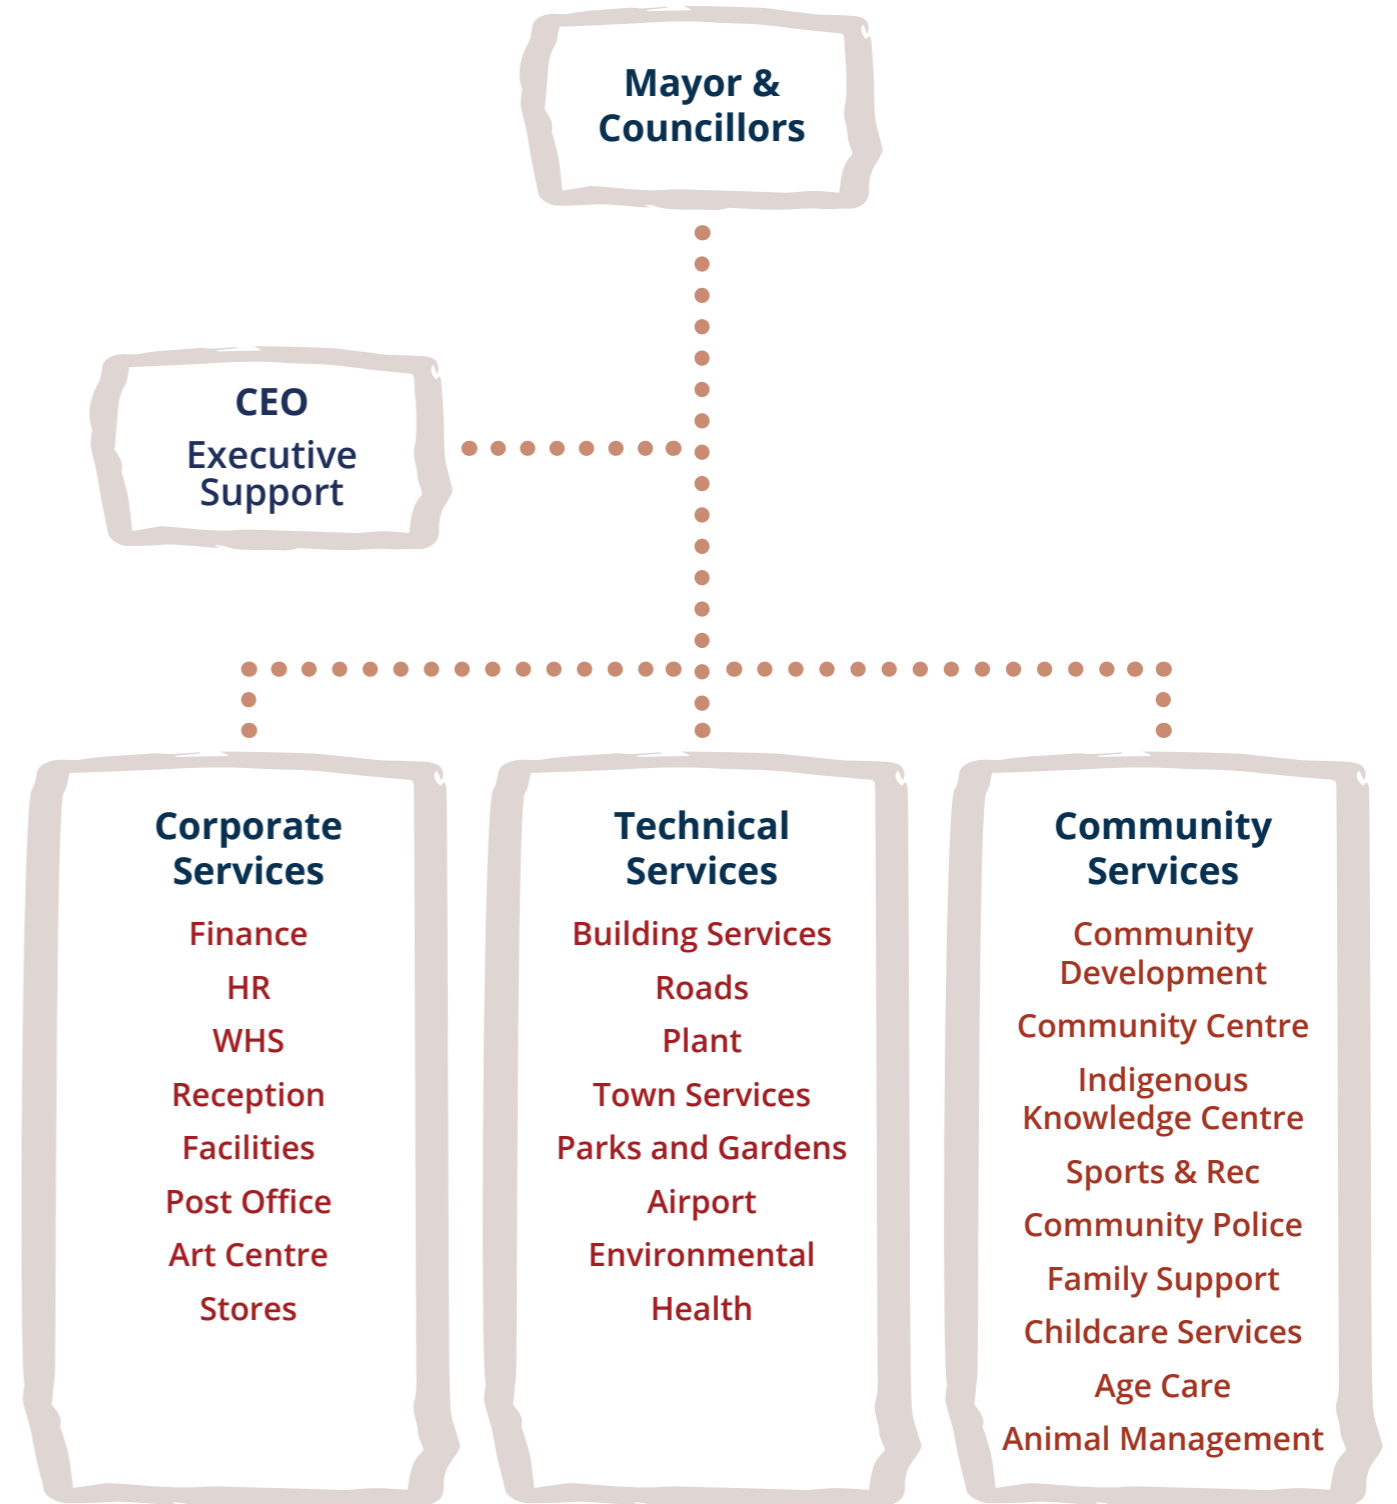 Mayor &
Councillors
CEO
Executive
Support
Corporate
Services
Finance
HR
WHS
Reception
Facilities
Post Office
Art Centre
Stores
Technical
Services
Building Services
Roads
Plant
Town Services
Parks and Gardens
Airport
Environmental
Health
Community
Services
Community
Development
Community Centre
Indigenous
Knowledge Centre
Sports & Rec
Community Police
Family Support
Childcare Services
Age Care
Animal Management